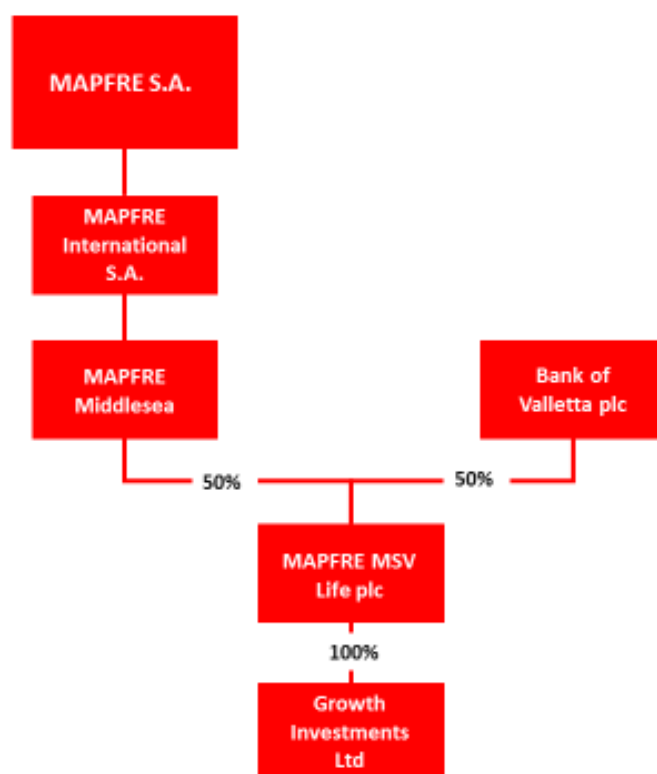 MAPFRE S.A.
MAPFRE
International
S.A.
MAPFRE
Middlesea
Bank of
Valletta plc
50%
50%
MAPFRE MSV
Life plc
100%
Growth
Investments
Ltd